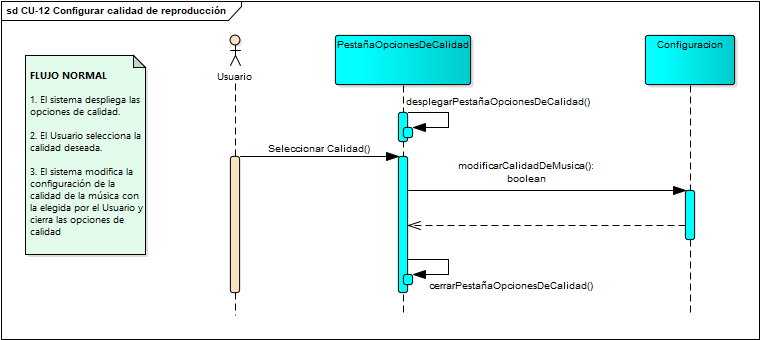 sd CU-12 Configurar calidad de reproducción
FLUJO NORMAL
1. El sistema despliega las
opciones de calidad.
2. El Usuario selecciona la
calidad deseada.
3. El sistema modifica la
configuración de la
calidad de la música con
la elegida por el Usuario y
cierra las opciones de
calidad
Usuario
PestañaOpcionesDeCalidad
Configuracion
desplegarPestañaOpcionesDeCalidad()
Seleccionar Calidad()
modificarCalidadDeMusica():
boolean
cerrarPestañaOpcionesDeCalidad()